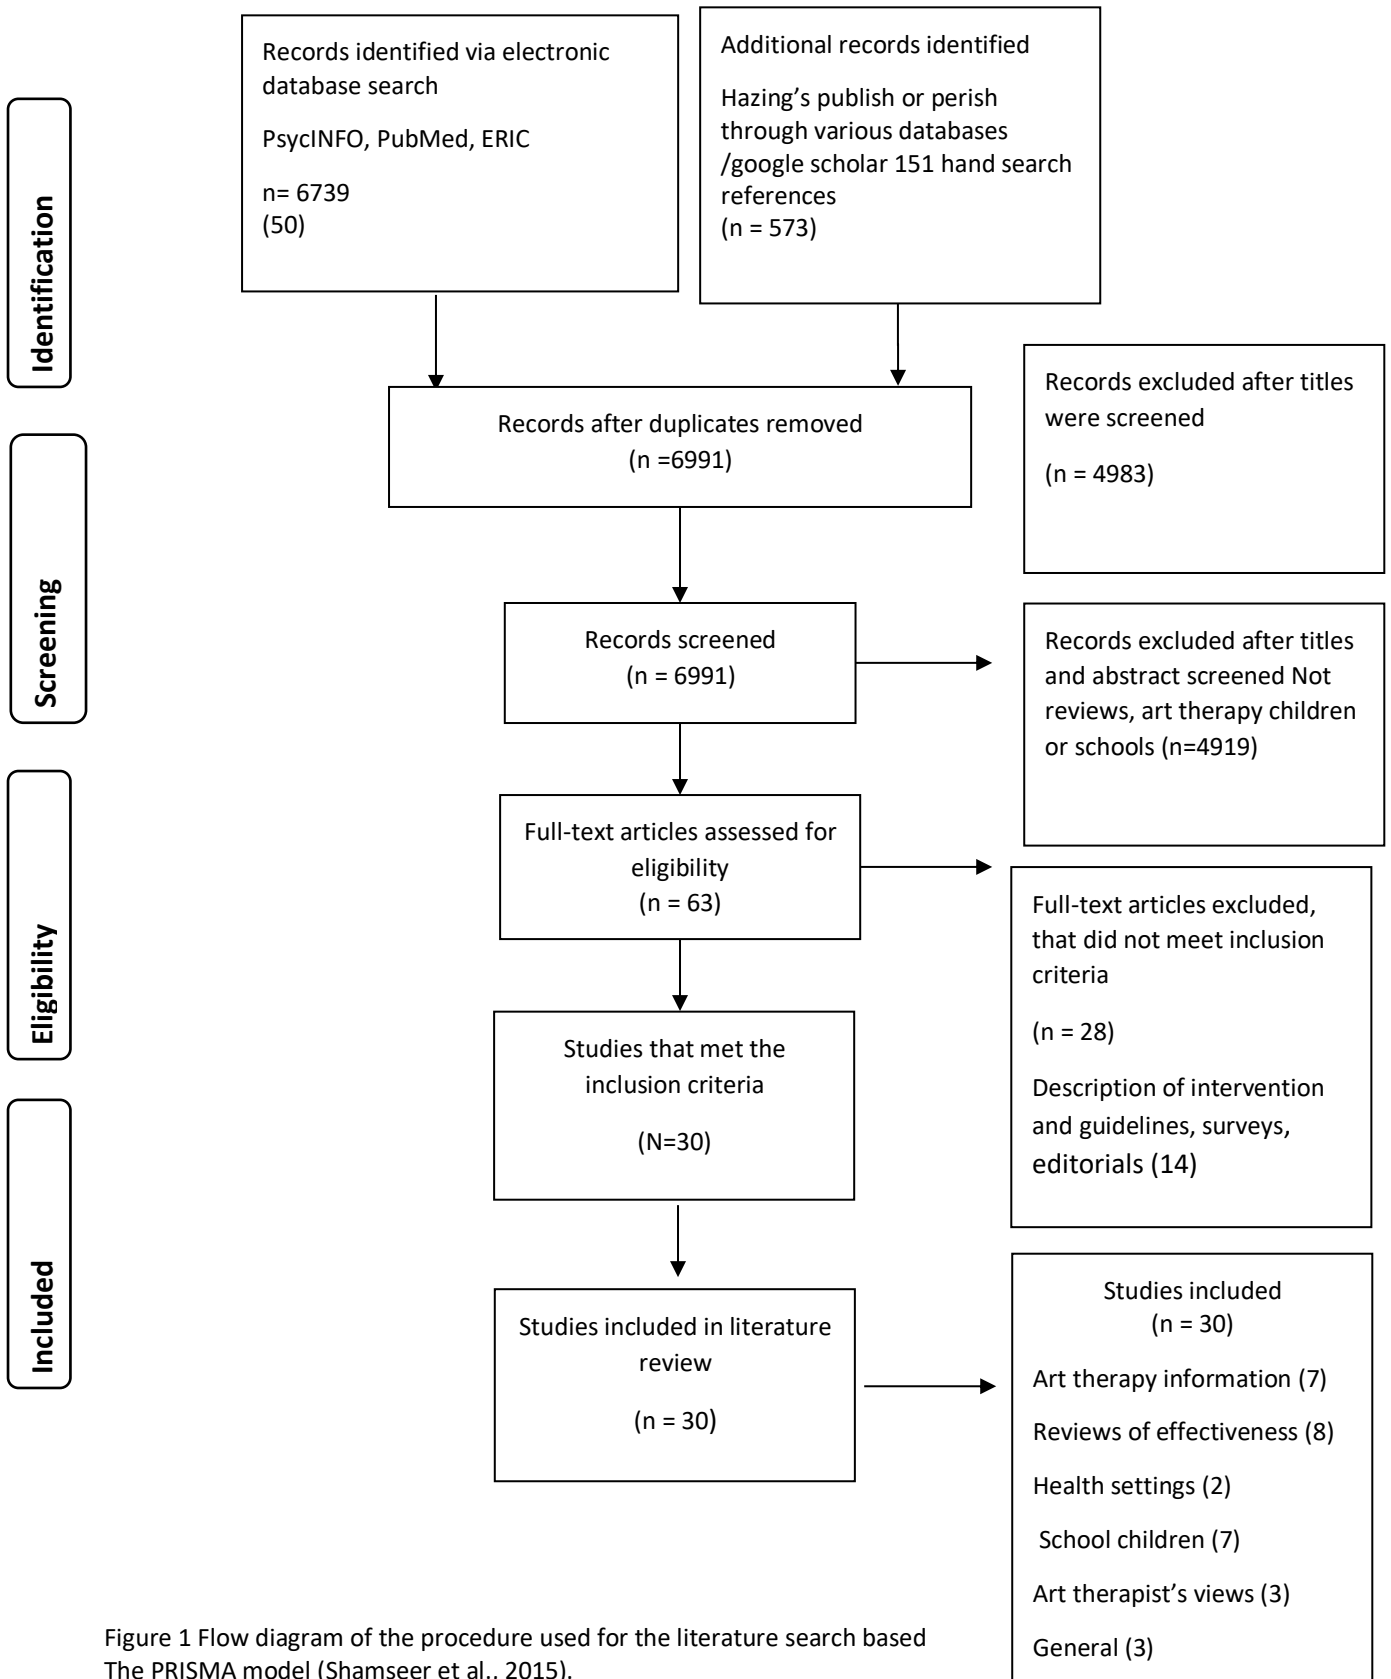 Records identified via electronic
database search
PsycINFO, PubMed, ERIC
n= 6739
(50)
Additional records identified
Hazing's publish or perish
through various databases
/google scholar 151 hand search
references
(n = 573)
Identification
Records after duplicates removed
(n =6991)
Records excluded after titles
were screened
(n = 4983)
Screening
Records screened
(n = 6991)
Records excluded after titles
and abstract screened Not
reviews, art therapy children
or schools (n=4919)
Eligibility
Full-text articles assessed for
eligibility
(n = 63)
Full-text articles excluded,
that did not meet inclusion
criteria
(n = 28)
Description of intervention
and guidelines, surveys,
editorials (14)
Studies that met the
inclusion criteria
(N=30)
Included
Studies included in literature
review
(n = 30)
Studies included
(n = 30)
Art therapy information (7)
Reviews of effectiveness (8)
Health settings (2)
School children (7)
Art therapist's views (3)
General (3)
Figure 1 Flow diagram of the procedure used for the literature search based
The PRISMA model (Shamseer et al., 2015).